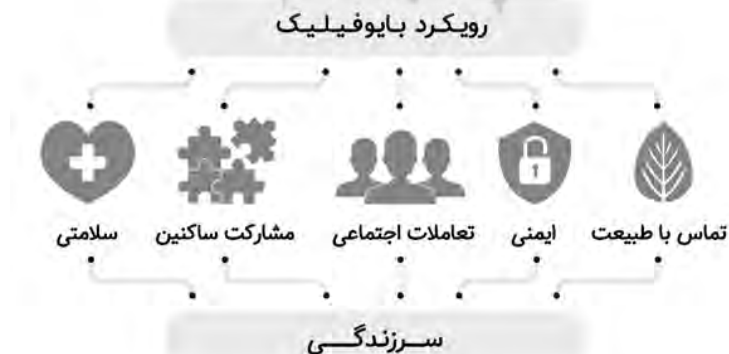 رویکرد بایوفیلیک
تماس با طبیعت
ایمنی
تعاملات اجتماعی
مشارکت ساکنین
سلامتی
سرزندگی